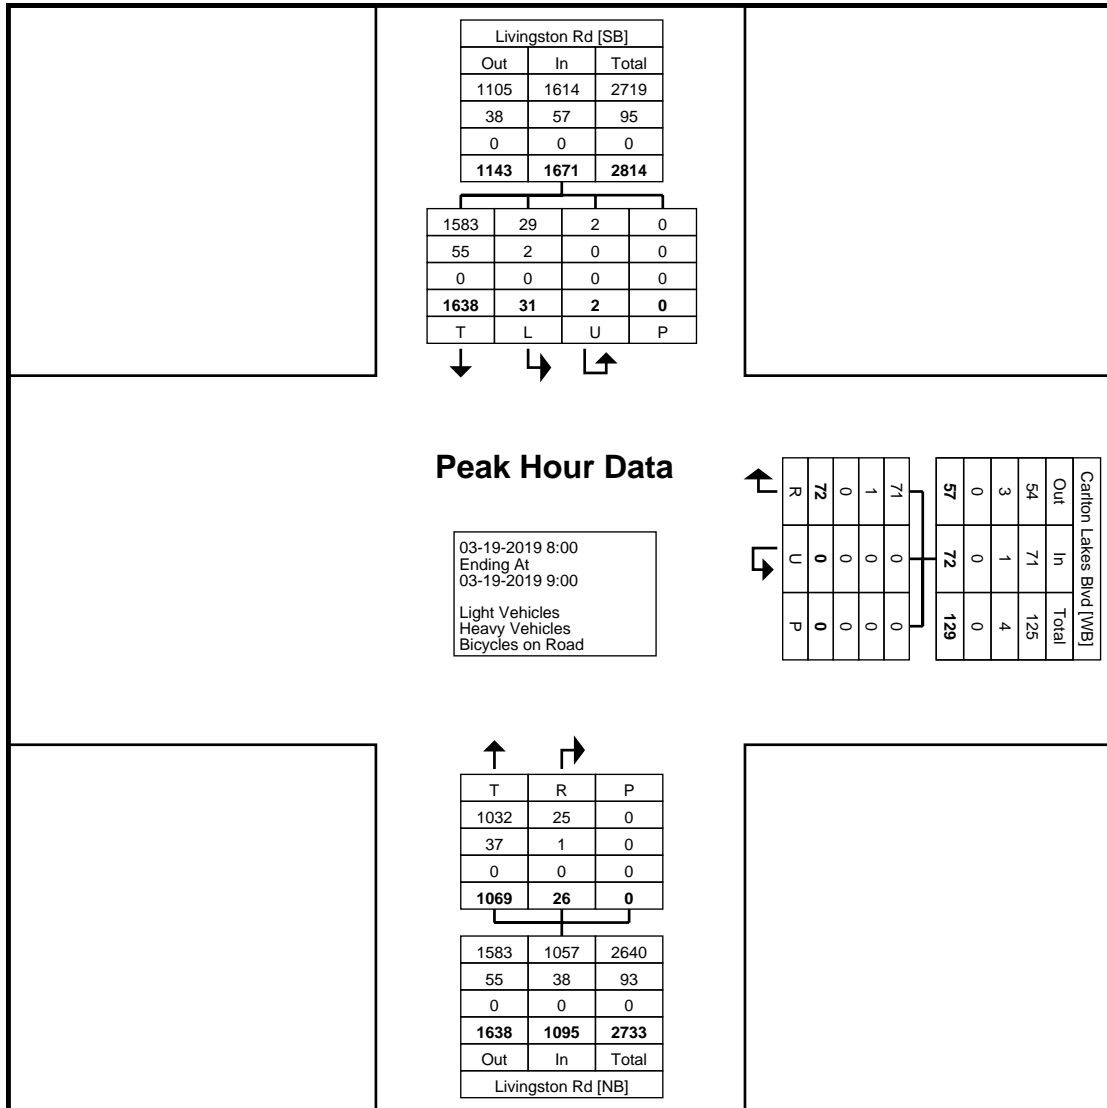 Livingston Rd [SB]
Out In Total
1105 1614 2719
38 57 95
0 0 0
1143 1671 2814
1583 29 2 0
55 2 0 0
0 0 0 0
1638 31 2 0
T L U P
Peak Hour Data
03-19-2019 8:00
Ending At
03-19-2019 9:00
Light Vehicles
Heavy Vehicles
Bicycles on Road
Carlton Lakes Blvd [WB]
Out In Total
54 71 125
3 1 4
0 0 0
57 72 129
71 0 0
1 0 0
0 0 0
72 0 0
R U P
T R P
1032 25 0
37 1 0
0 0 0
1069 26 0
1583 1057 2640
55 38 93
0 0 0
1638 1095 2733
Out In Total
Livingston Rd [NB]